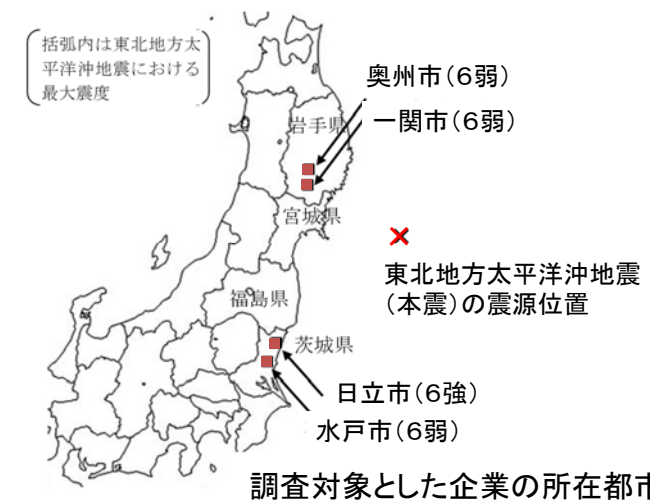 括弧内は東北地方太
平洋沖地震における
最大震度
奥州市（６弱）
一関市（６弱）
岩手県
宮城県
東北地方太平洋沖地震
（本震）の震源位置
福島県
茨城県
日立市（６強）
水戸市（６弱）
調査対象とした企業の所在都市